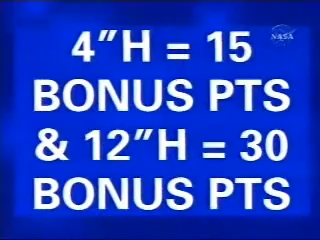 NASA
4"H = 15
BONUS PTS
& 12"H = 30
BONUS PTS